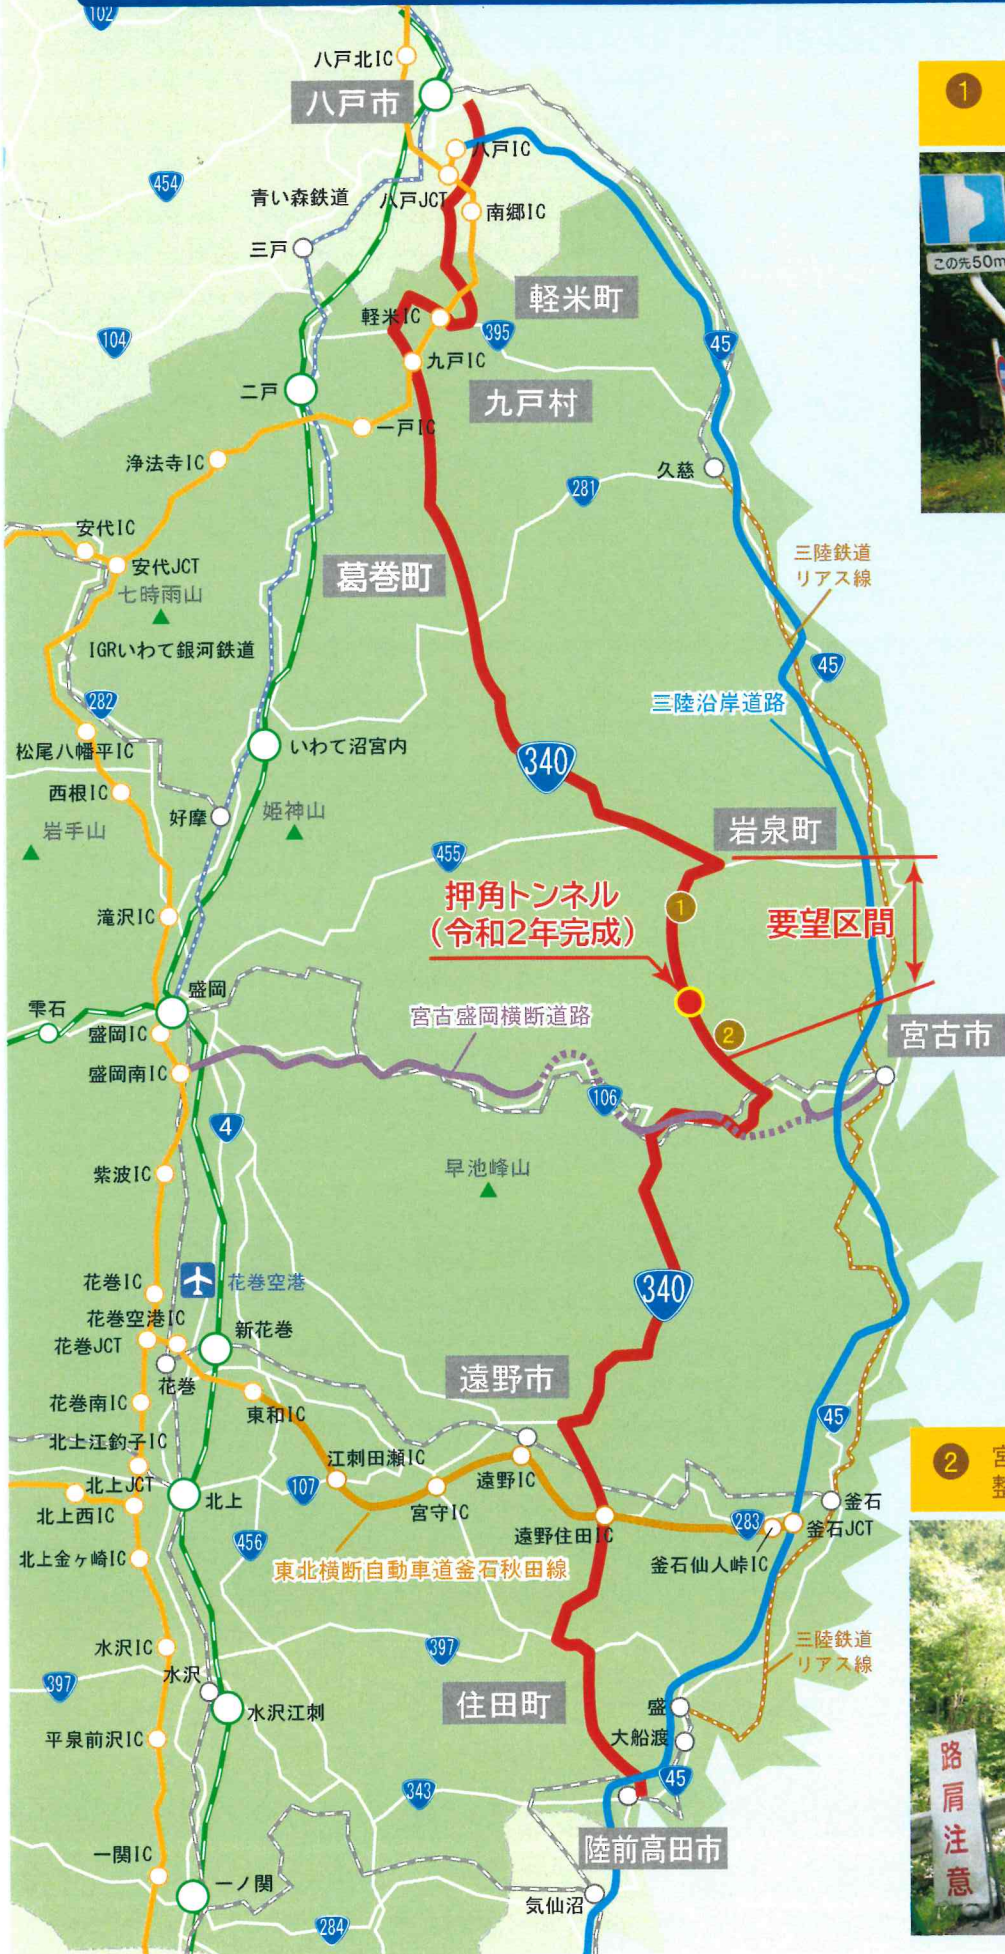 102
八戸北IC
八戸市
1
八戸IC
454
青い森鉄道
八戸JCT
南郷IC
三戸
この先50m
軽米町
軽米IC
395
104
45
九戸IC
二戸
九戸村
一戸IC
浄法寺IC
久慈
281
安代IC
安代JCT
三陸鉄道
リアス線
葛巻町
七時雨山
IGRいわて銀河鉄道
45
282
三陸沿岸道路
松尾八幡平IC
いわて沼宮内
340
西根IC
好摩
姫神山
岩手山
岩泉町
455
押角トンネル
(令和2年完成)
1
滝沢IC
要望区間
盛岡
雫石
宮古盛岡横断道路
盛岡IC
2
宮古市
盛岡南IC
106
4
紫波IC
早池峰山
花巻IC
花巻空港
340
花巻空港IC
新花巻
花巻JCT
遠野市
花巻
花巻南IC
東和IC
45
北上江釣子IC
江刺田瀬IC
2
宮
整
北上JCT
107
遠野IC
北上
宮守IC
釜石
北上西IC
遠野住田IC
283
釜石JCT
456
北上金ヶ崎IC
東北横断自動車道釜石秋田線
釜石仙人峠IC
水沢IC
397
三陸鉄道
リアス線
397
水沢
水沢江刺
住田町
盛
平泉前沢IC
大船渡
路肩注意
343
45
陸前高田市
一関IC
一ノ関
気仙沼
284